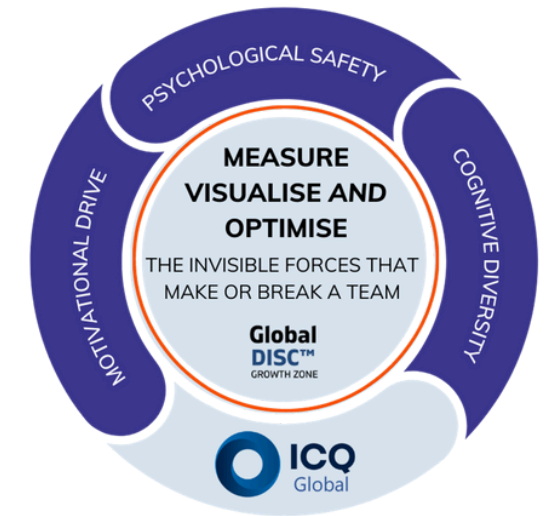 PSYCHOLOGICAL SAFETY
MOTIVATIONAL DRIVE
COGNITIVE DIVERSITY
MEASURE
VISUALISE AND
OPTIMISE
THE INVISIBLE FORCES THAT
MAKE OR BREAK A TEAM
Global
DISC™
GROWTH ZONE
ICQ
Global